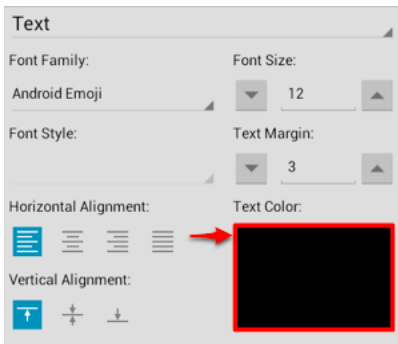 Text
Font Family:
Font Size:
Android Emoji
12
Font Style:
Text Margin:
3
Horizontal Alignment:
Text Color:
Vertical Alignment: